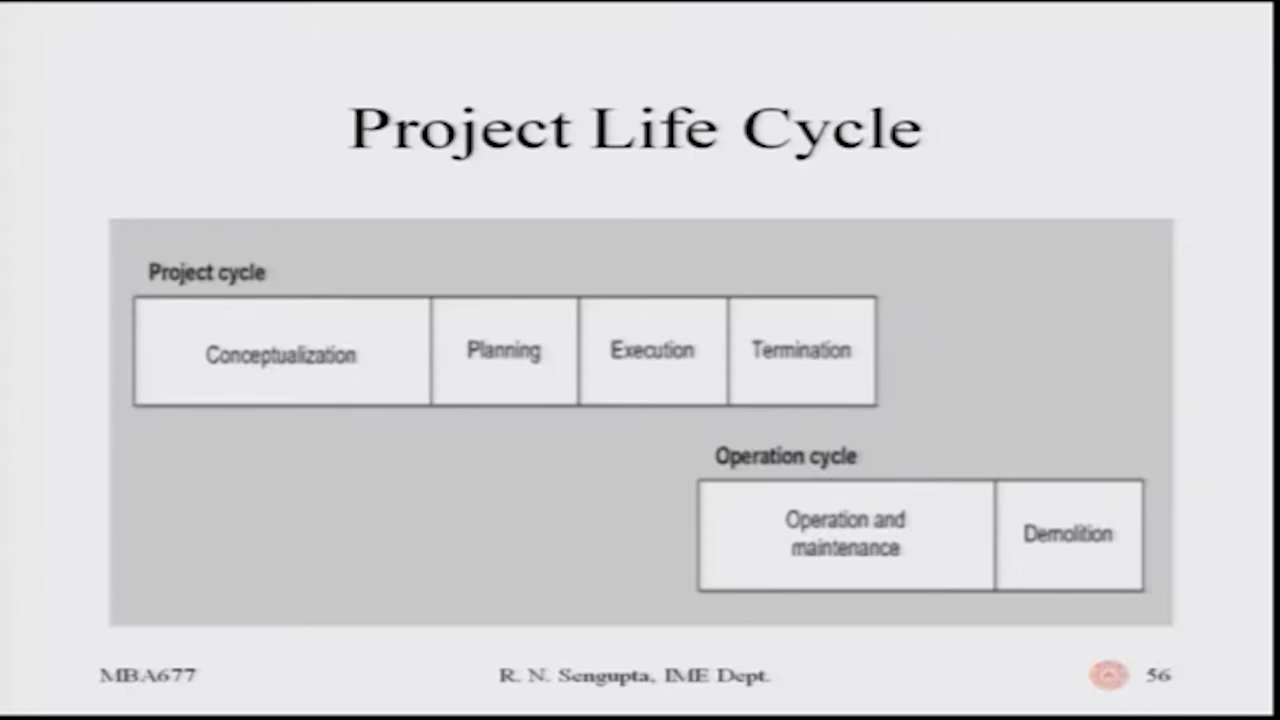 Project Life Cycle
Project cycle
Conceptualization
Planning
Execution
Termination
Operation cycle
Operation and
maintenance
Demolition
MBA677
R. N. Sengupta, IME Dept.
56